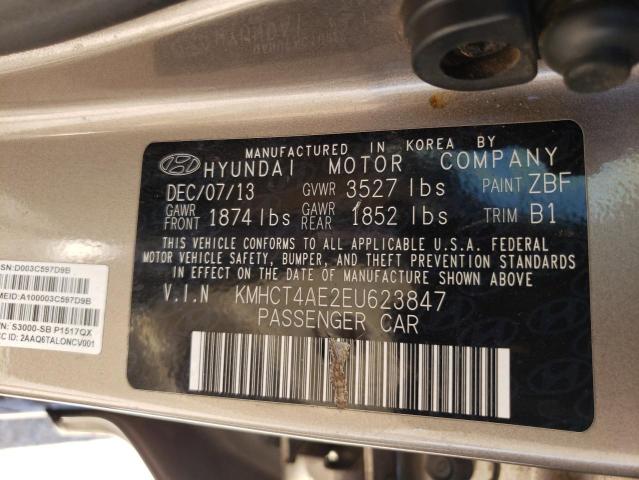 MANUFACTURED IN KOREA BY
HYUNDAI MOTOR COMPANY
DEC/07/13 GVWR 3527 lbs PAINT ZBF
GAWR FRONT 1874 lbs GAWR REAR 1852 lbs TRIM B1
THIS VEHICLE CONFORMS TO ALL APPLICABLE U.S.A. FEDERAL
MOTOR VEHICLE SAFETY, BUMPER, AND THEFT PREVENTION STANDARDS
IN EFFECT ON THE DATE OF MANUFACTURE SHOWN ABOVE.
V.I.N KMHCT4AE2EU623847
PASSENGER CAR
SN:D003C597D9B
MEID:A100003C597D9B
N: S3000-SB P1517QX
C ID: 2AAQ6TALONCV001